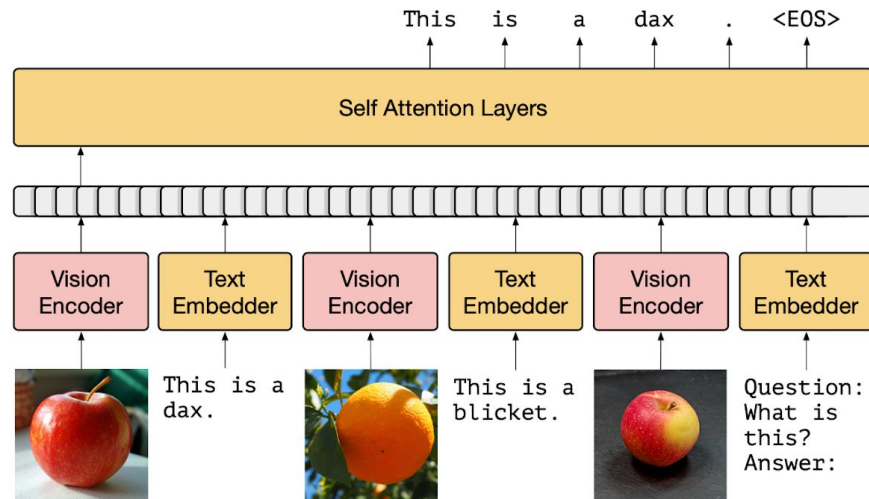 This is a dax . <EOS>
Self Attention Layers
Vision
Encoder
Text
Embedder
Vision
Encoder
Text
Embedder
Vision
Encoder
Text
Embedder
This is a
dax.
This is a
blicket.
Question:
What is
this?
Answer: